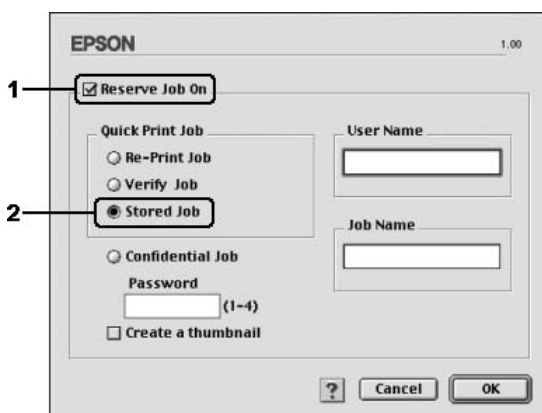 EPSON
1.00
1
Reserve Job On
Quick Print Job
Re-Print Job
Verify Job
2
Stored Job
Confidential Job
Password
(1-4)
Create a thumbnail
User Name
Job Name
?
Cancel
OK